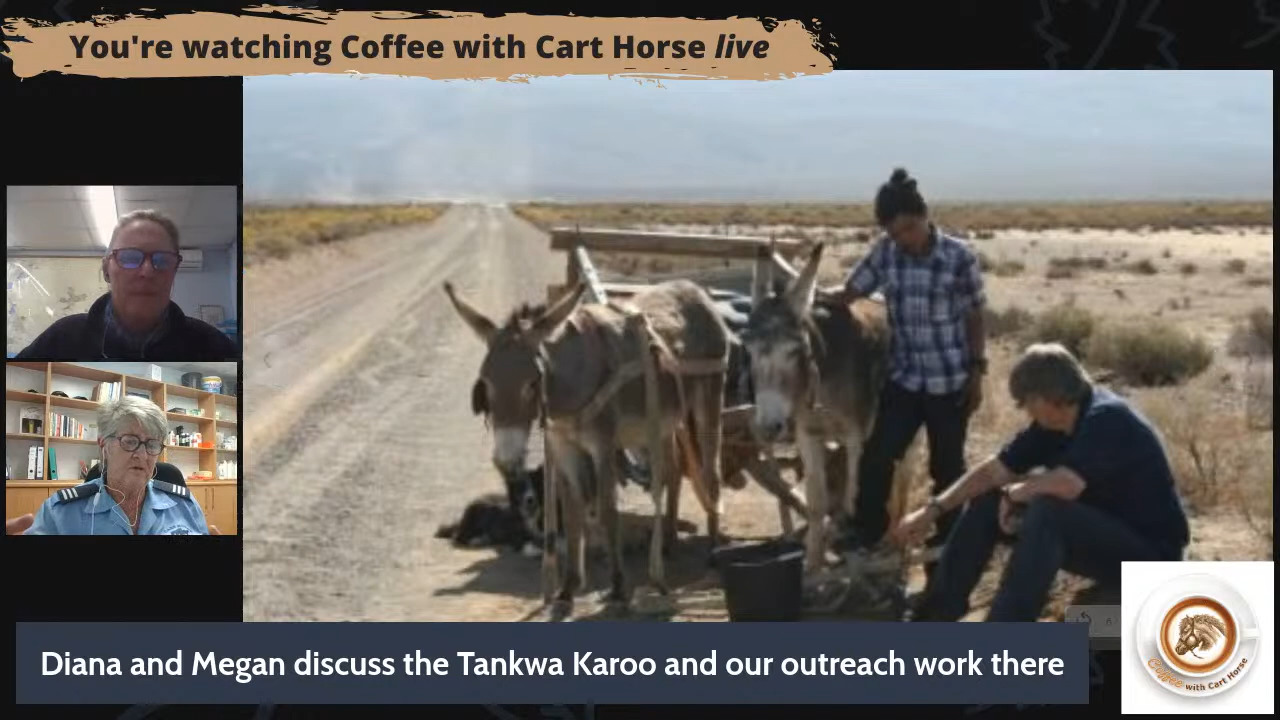 You're watching Coffee with Cart Horse live
Diana and Megan discuss the Tankwa Karoo and our outreach work there
Coffee with Cart Horse